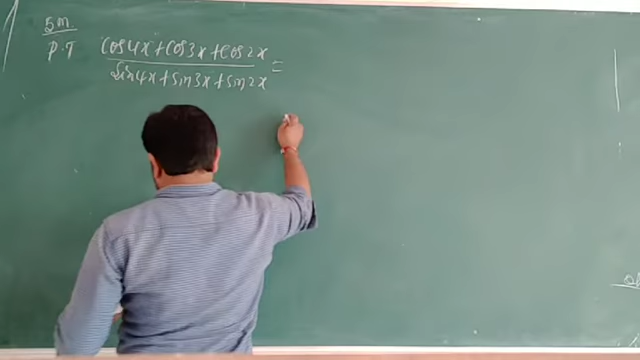 5m.
P.T cos4x + cos3x + cos2x
sin4x + sin3x + sin2x =